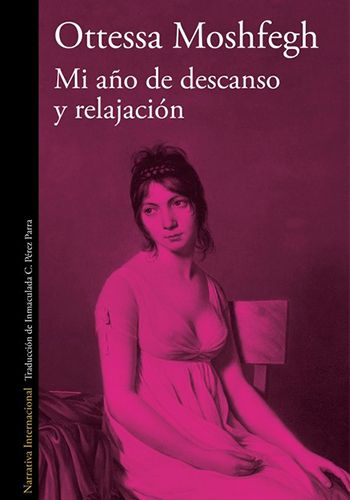 Ottessa Moshfegh
Mi año de descanso
y relajación
Narrativa Internacional Traducción de Inmaculada C. Pérez Parra